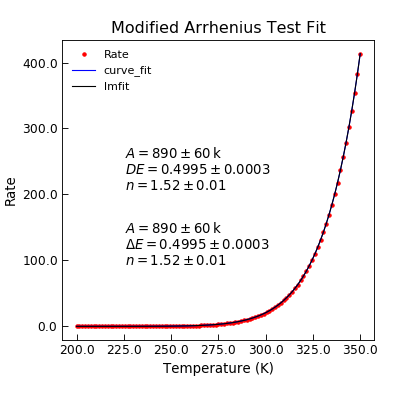 Modified Arrhenius Test Fit
Rate
curve_fit
lmfit
A = 890 ± 60 k
DE = 0.4995 ± 0.0003
n = 1.52 ± 0.01
A = 890 ± 60 k
ΔE = 0.4995 ± 0.0003
n = 1.52 ± 0.01
Rate
400.0
300.0
200.0
100.0
0.0
200.0 225.0 250.0 275.0 300.0 325.0 350.0
Temperature (K)